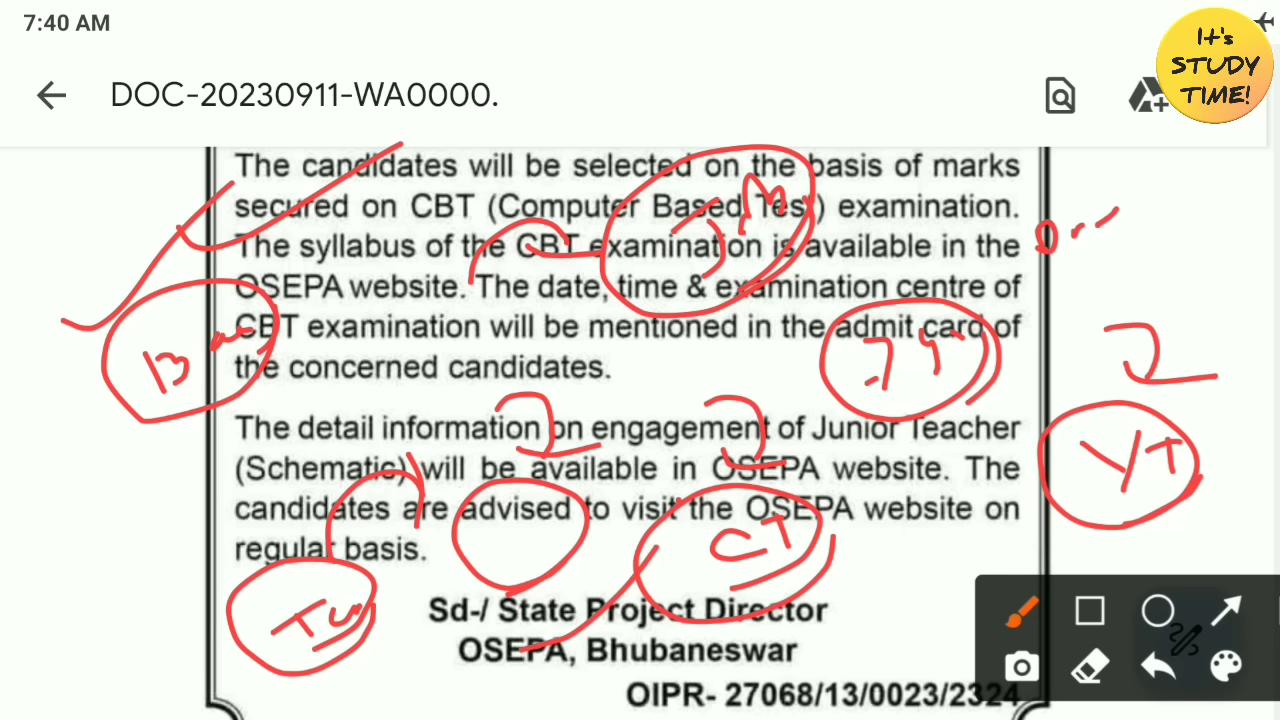 7:40 AM
It's
STUDY
TIME!
DOC-20230911-WA0000.
The candidates will be selected on the basis of marks
secured on CBT (Computer Based Test) examination.
The syllabus of the CBT examination is available in the
OSEPA website. The date, time & examination centre of
CBT examination will be mentioned in the admit card of
the concerned candidates.
The detail information on engagement of Junior Teacher
(Schematic) will be available in OSEPA website. The
candidates are advised to visit the OSEPA website on
regular basis.
Sd-/ State Project Director
OSEPA, Bhubaneswar
OIPR- 27068/13/0023/2324
2
2
2
YT
CT